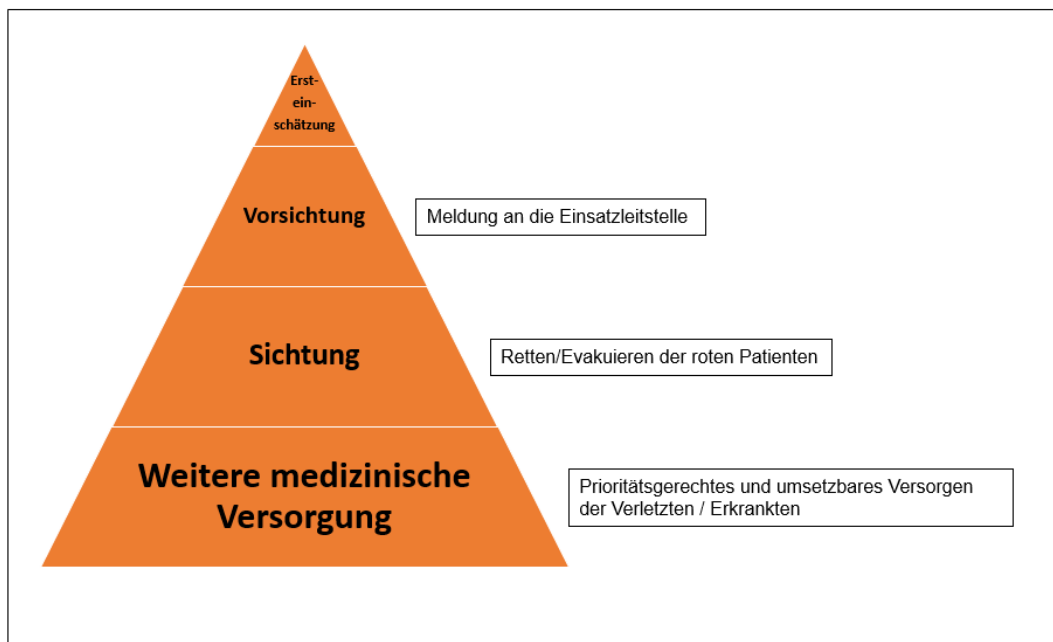 Erst-
ein-
schätzung
Vorsichtung
Meldung an die Einsatzleitstelle
Sichtung
Retten/Evakuieren der roten Patienten
Weitere medizinische
Versorgung
Prioritätsgerechtes und umsetzbares Versorgen
der Verletzten / Erkrankten